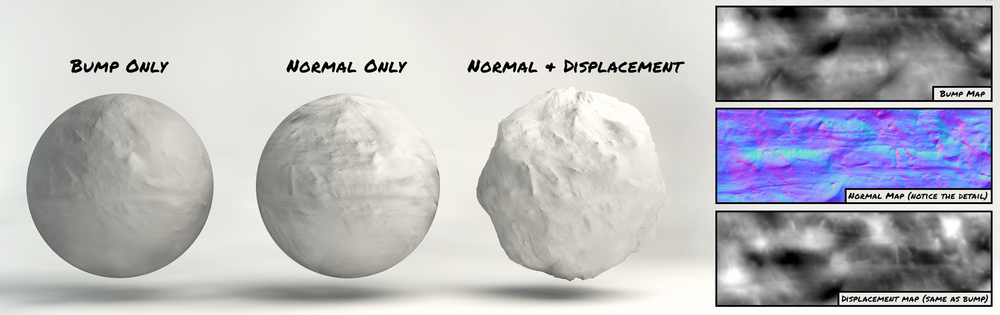 Bump Only
Normal Only
Normal + Displacement
Bump Map
Normal Map (notice the detail)
Displacement map (same as bump)